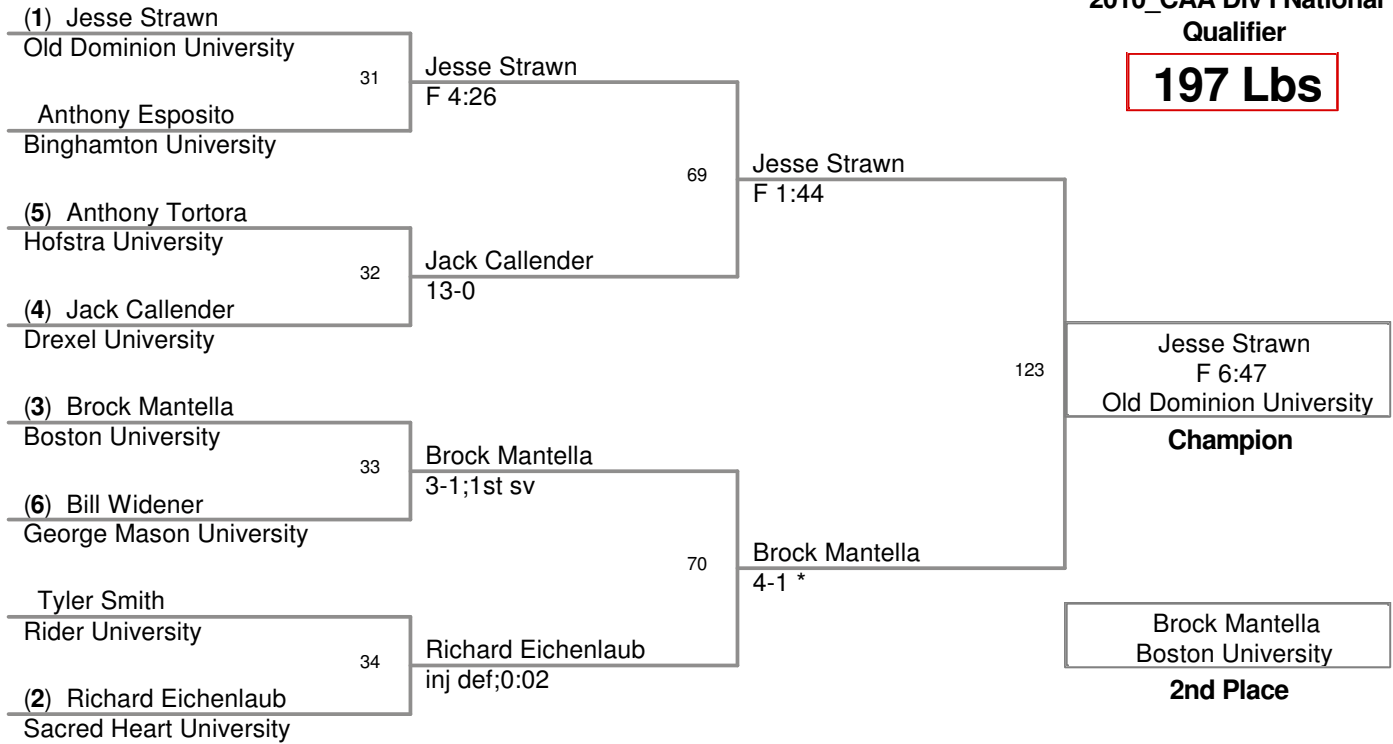 2010_CAA Div I National
Qualifier
197 Lbs
(1) Jesse Strawn
Old Dominion University
31
Jesse Strawn
F 4:26
Anthony Esposito
Binghamton University
69
Jesse Strawn
F 1:44
(5) Anthony Tortora
Hofstra University
32
Jack Callender
13-0
(4) Jack Callender
Drexel University
123
Jesse Strawn
F 6:47
Old Dominion University
Champion
(3) Brock Mantella
Boston University
33
Brock Mantella
3-1;1st sv
(6) Bill Widener
George Mason University
70
Brock Mantella
4-1 *
Tyler Smith
Rider University
34
Richard Eichenlaub
inj def;0:02
(2) Richard Eichenlaub
Sacred Heart University
Brock Mantella
Boston University
2nd Place